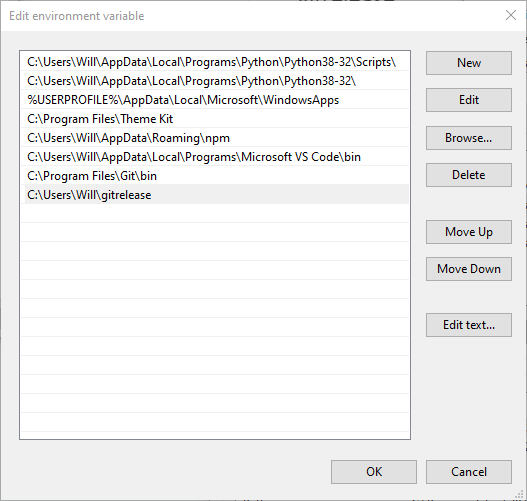 Edit environment variable
C:\Users\Will\AppData\Local\Programs\Python\Python38-32\Scripts\
C:\Users\Will\AppData\Local\Programs\Python\Python38-32\
%USERPROFILE%\AppData\Local\Microsoft\WindowsApps
C:\Program Files\Theme Kit
C:\Users\Will\AppData\Roaming\npm
C:\Users\Will\AppData\Local\Programs\Microsoft VS Code\bin
C:\Program Files\Git\bin
C:\Users\Will\gitrelease
New
Edit
Browse...
Delete
Move Up
Move Down
Edit text...
OK
Cancel